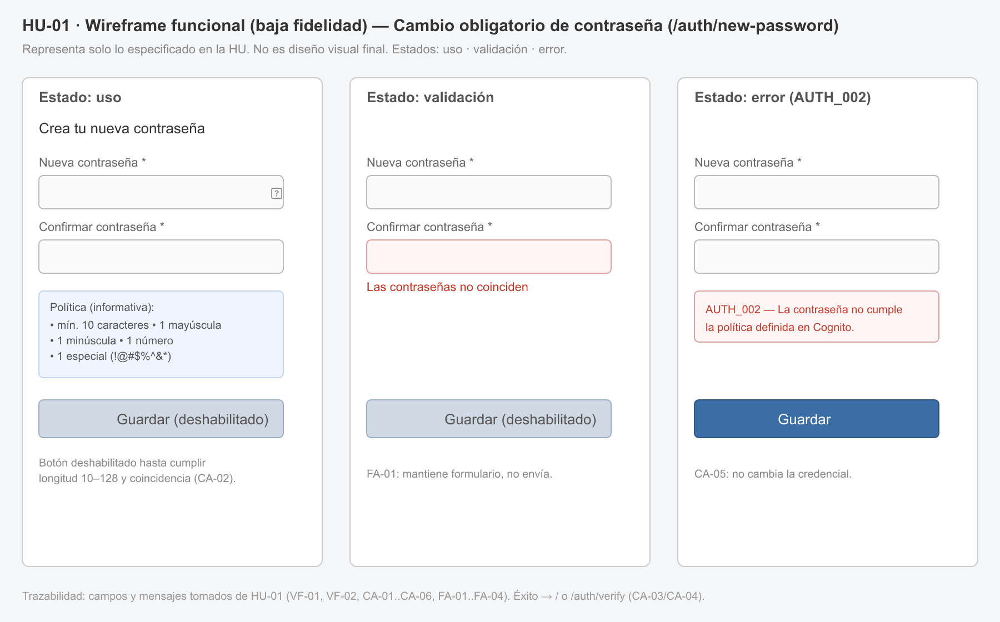 HU-01 · Wireframe funcional (baja fidelidad) — Cambio obligatorio de contraseña (/auth/new-password)
Representa solo lo especificado en la HU. No es diseño visual final. Estados: uso · validación · error.
Estado: uso
Crea tu nueva contraseña
Nueva contraseña *
?
Confirmar contraseña *
Política (informativa):
• mín. 10 caracteres • 1 mayúscula
• 1 minúscula • 1 número
• 1 especial (!@#$%^&*)
Guardar (deshabilitado)
Botón deshabilitado hasta cumplir
longitud 10–128 y coincidencia (CA-02).
Estado: validación
Nueva contraseña *
Confirmar contraseña *
Las contraseñas no coinciden
Guardar (deshabilitado)
FA-01: mantiene formulario, no envía.
Estado: error (AUTH_002)
Nueva contraseña *
Confirmar contraseña *
AUTH_002 — La contraseña no cumple
la política definida en Cognito.
Guardar
CA-05: no cambia la credencial.
Trazabilidad: campos y mensajes tomados de HU-01 (VF-01, VF-02, CA-01..CA-06, FA-01..FA-04). Éxito → / o /auth/verify (CA-03/CA-04).